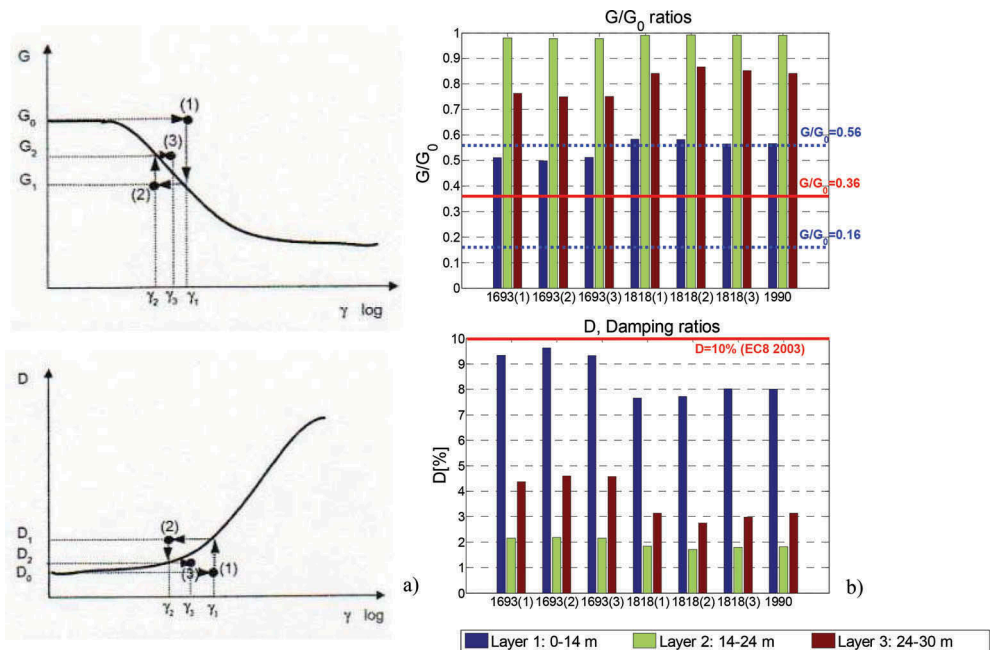 G
G₀
G₂
G₁
(1)
(3)
(2)
γ₂ γ₃ γ₁
γ log
D
D₁
D₂
D₀
(2)
(3)
(1)
γ₂ γ₃ γ₁
γ log
a)
G/G₀ ratios
G/G₀
1
0.9
0.8
0.7
0.6
0.5
0.4
0.3
0.2
0.1
0
G/G₀=0.56
G/G₀=0.36
G/G₀=0.16
1693(1) 1693(2) 1693(3) 1818(1) 1818(2) 1818(3) 1990
D, Damping ratios
D[%]
10
9
8
7
6
5
4
3
2
1
0
D=10% (EC8 2003)
1693(1) 1693(2) 1693(3) 1818(1) 1818(2) 1818(3) 1990
b)
Layer 1: 0-14 m Layer 2: 14-24 m Layer 3: 24-30 m